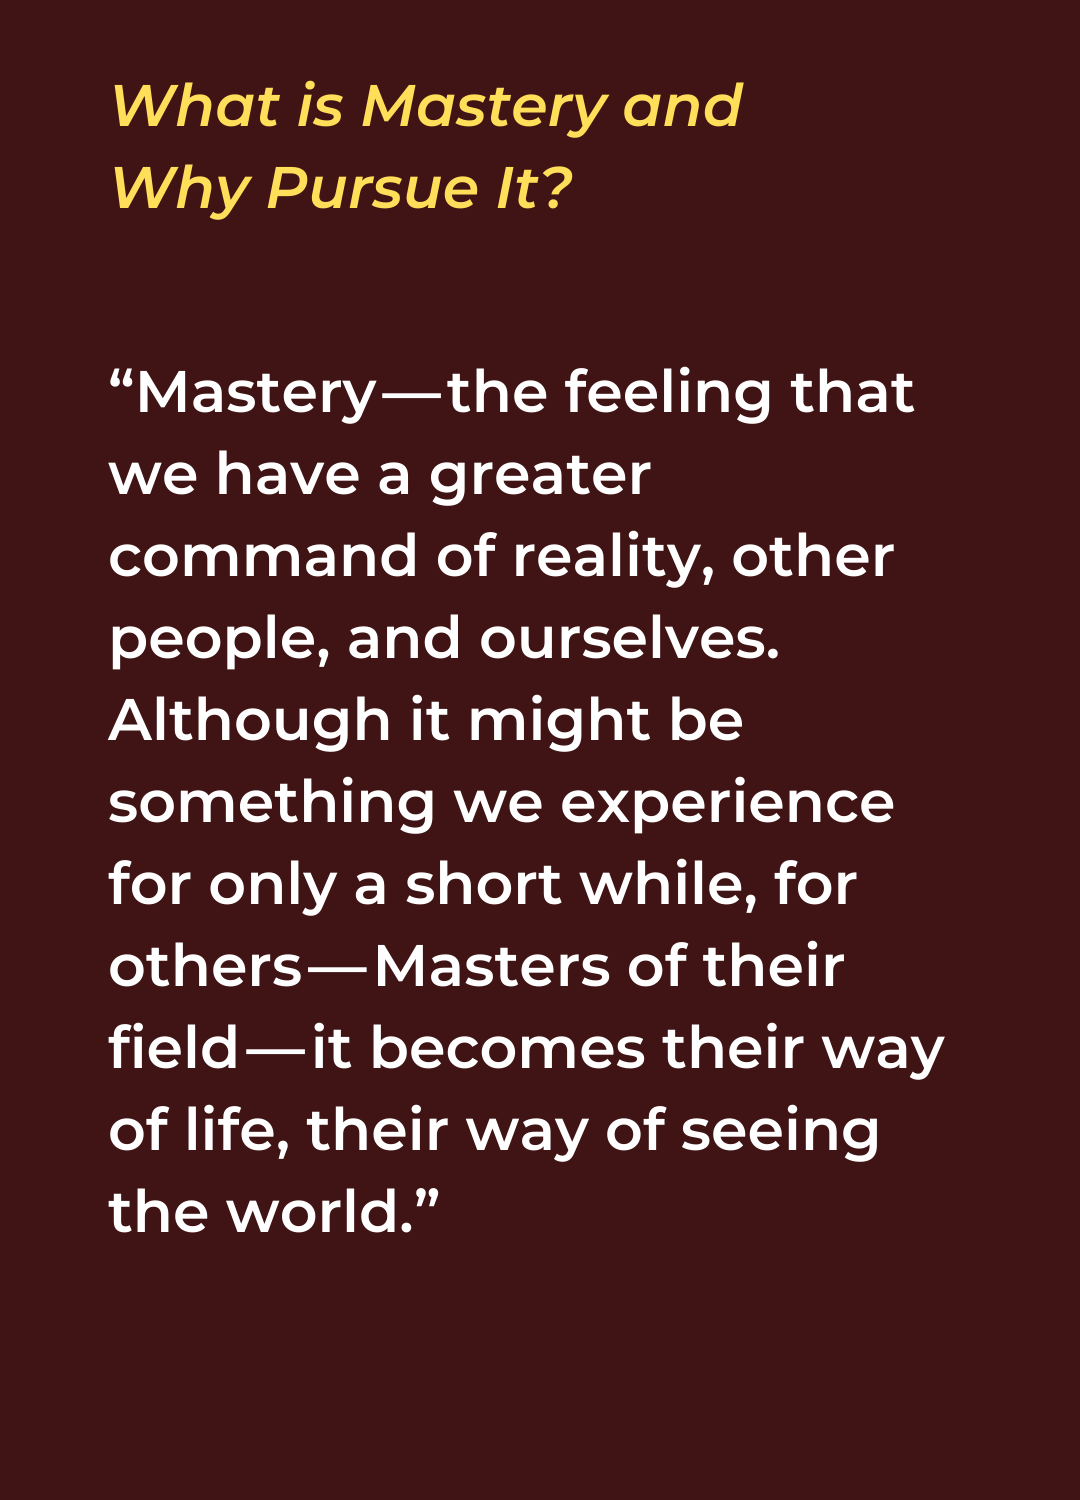 What is Mastery and
Why Pursue It?
“Mastery—the feeling that
we have a greater
command of reality, other
people, and ourselves.
Although it might be
something we experience
for only a short while, for
others—Masters of their
field—it becomes their way
of life, their way of seeing
the world.”